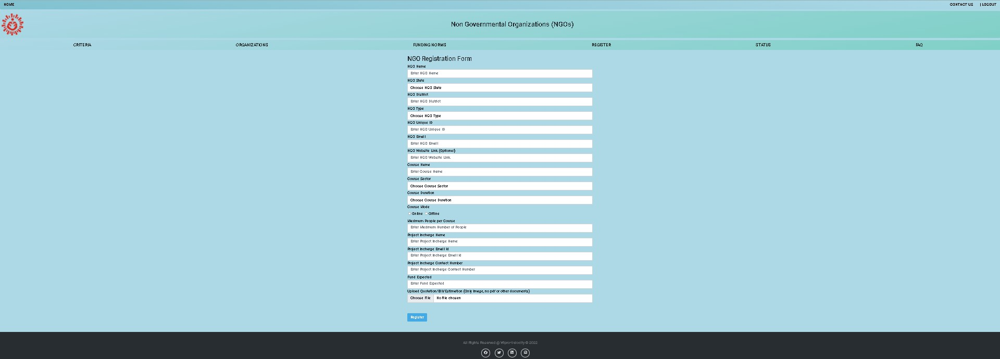 HOME
CONTACT US | LOGOUT
Non Governmental Organizations (NGOs)
CRITERIA ORGANIZATIONS FUNDING NORMS REGISTER STATUS FAQ
NGO Registration Form
NGO Name
Enter NGO Name
NGO State
Choose NGO State
NGO District
Enter NGO District
NGO Type
Choose NGO Type
NGO Unique ID
Enter NGO Unique ID
NGO Email
Enter NGO Email
NGO Website Link (Optional)
Enter NGO Website Link
Course Name
Enter Course Name
Course Sector
Choose Course Sector
Course Duration
Choose Course Duration
Course Mode
Online Offline
Maximum People per Course
Enter Maximum Number of People
Project Incharge Name
Enter Project Incharge Name
Project Incharge Email Id
Enter Project Incharge Email Id
Project Incharge Contact Number
Enter Project Incharge Contact Number
Fund Expected
Enter Fund Expected
Upload Quotation/Bill/Estimation (Only image, no pdf or other documents)
Choose File No file chosen
Register
All Rights Reserved @ Wipro-Velocity © 2022